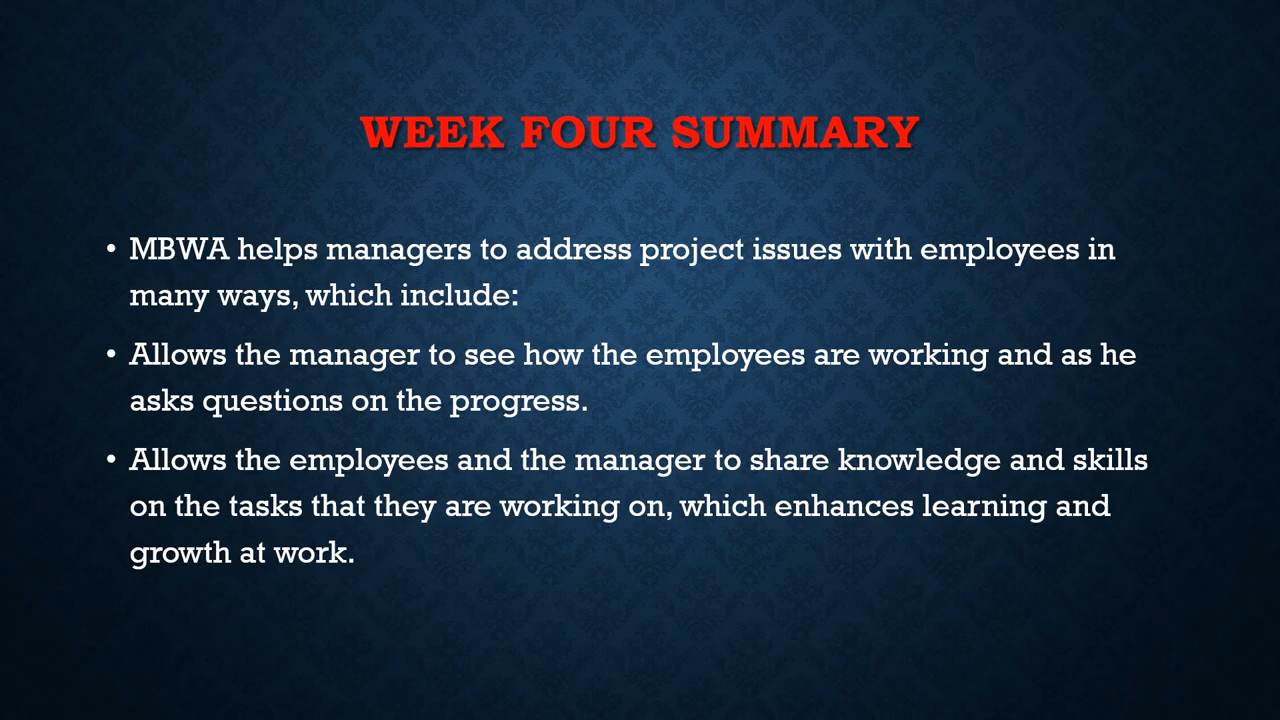 WEEK FOUR SUMMARY
• MBWA helps managers to address project issues with employees in
many ways, which include:
• Allows the manager to see how the employees are working and as he
asks questions on the progress.
• Allows the employees and the manager to share knowledge and skills
on the tasks that they are working on, which enhances learning and
growth at work.